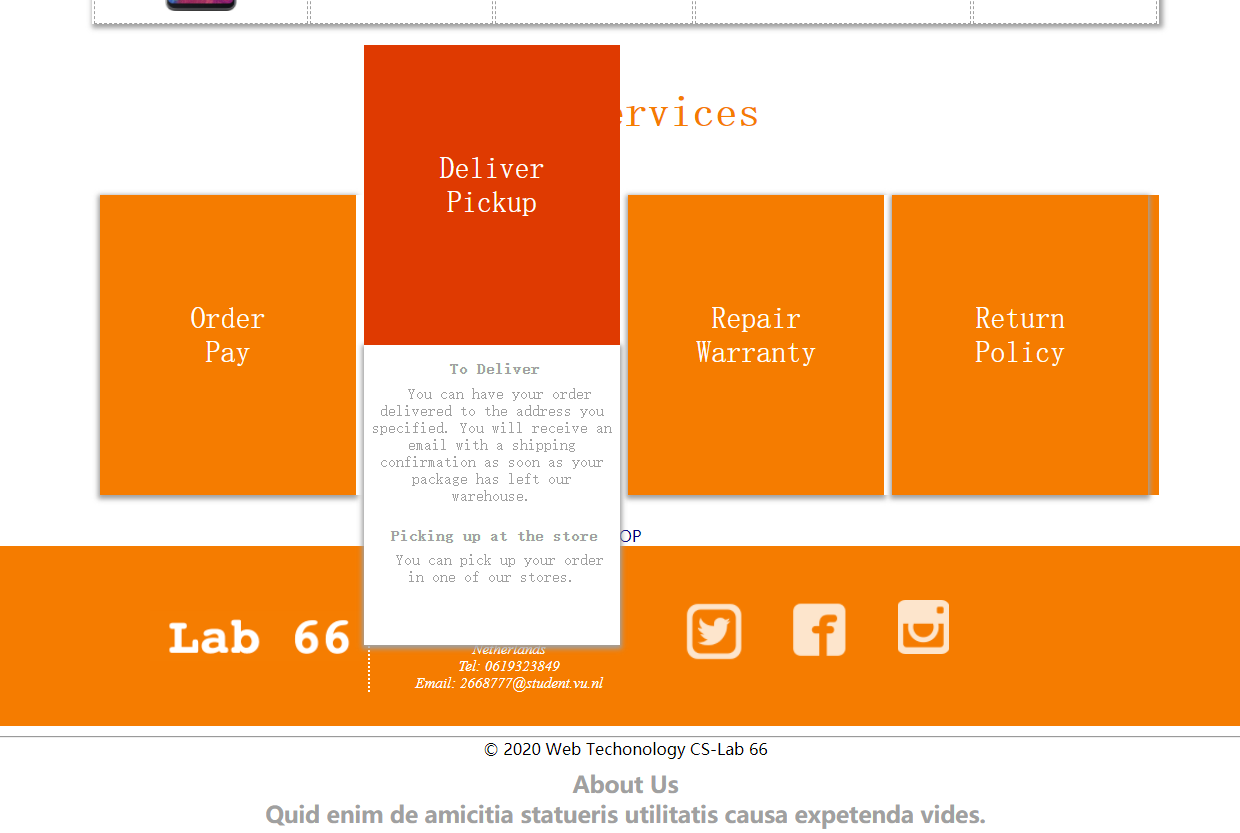 ervices
Deliver
Pickup
Order
Pay
Repair
Warranty
Return
Policy
To Deliver
You can have your order
delivered to the address you
specified. You will receive an
email with a shipping
confirmation as soon as your
package has left our
warehouse.
Picking up at the store
You can pick up your order
in one of our stores.
OP
Lab 66
Netherlands
Tel: 0619323849
Email: 2668777@student.vu.nl
© 2020 Web Techonology CS-Lab 66
About Us
Quid enim de amicitia statueris utilitatis causa expetenda vides.